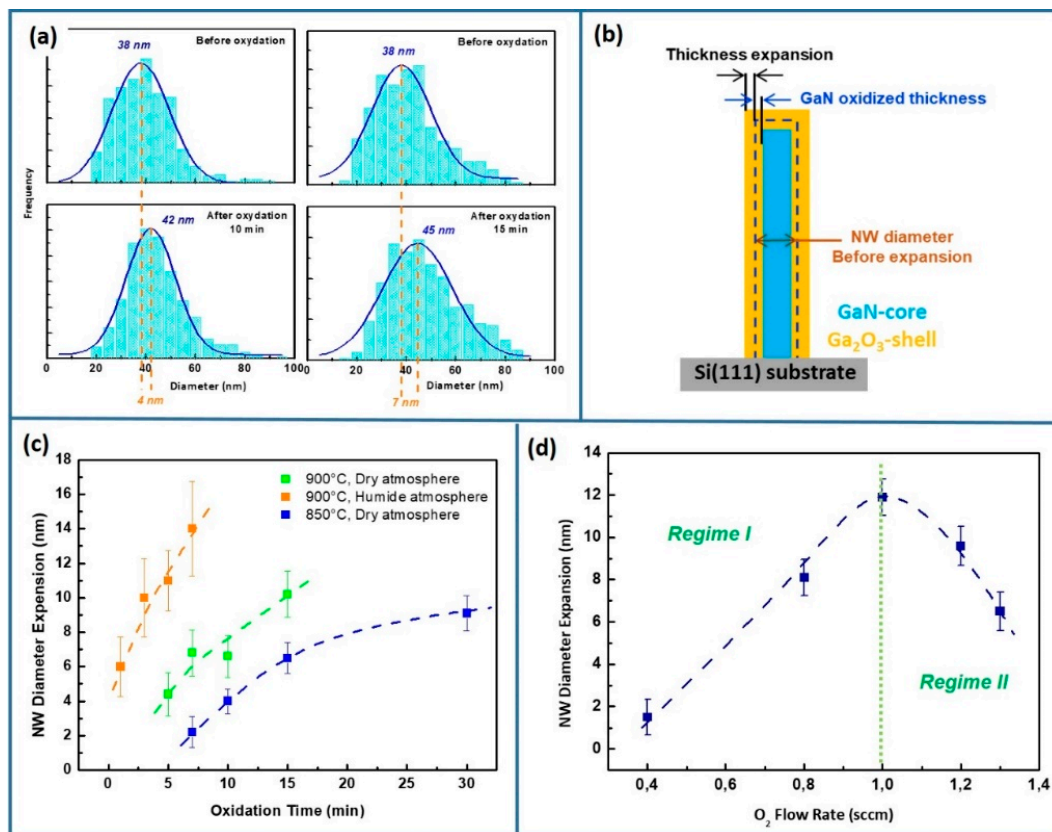 (a)
Before oxydation
38 nm
Before oxydation
38 nm
Frequency
After oxydation
10 min
42 nm
After oxydation
15 min
45 nm
0 20 40 60 80 100
0 20 40 60 80 100
Diameter (nm)
Diameter (nm)
4 nm
7 nm
(b)
Thickness expansion
GaN oxidized thickness
NW diameter
Before expansion
GaN-core
Ga2O3-shell
Si(111) substrate
(c)
NW Diameter Expension (nm)
18
16
14
12
10
8
6
4
2
0
900°C, Dry atmosphere
900°C, Humide atmosphere
850°C, Dry atmosphere
0 5 10 15 20 25 30
Oxidation Time (min)
(d)
NW Diameter Expansion (nm)
14
12
10
8
6
4
2
0
Regime I
Regime II
0,4 0,6 0,8 1,0 1,2 1,4
O2 Flow Rate (sccm)